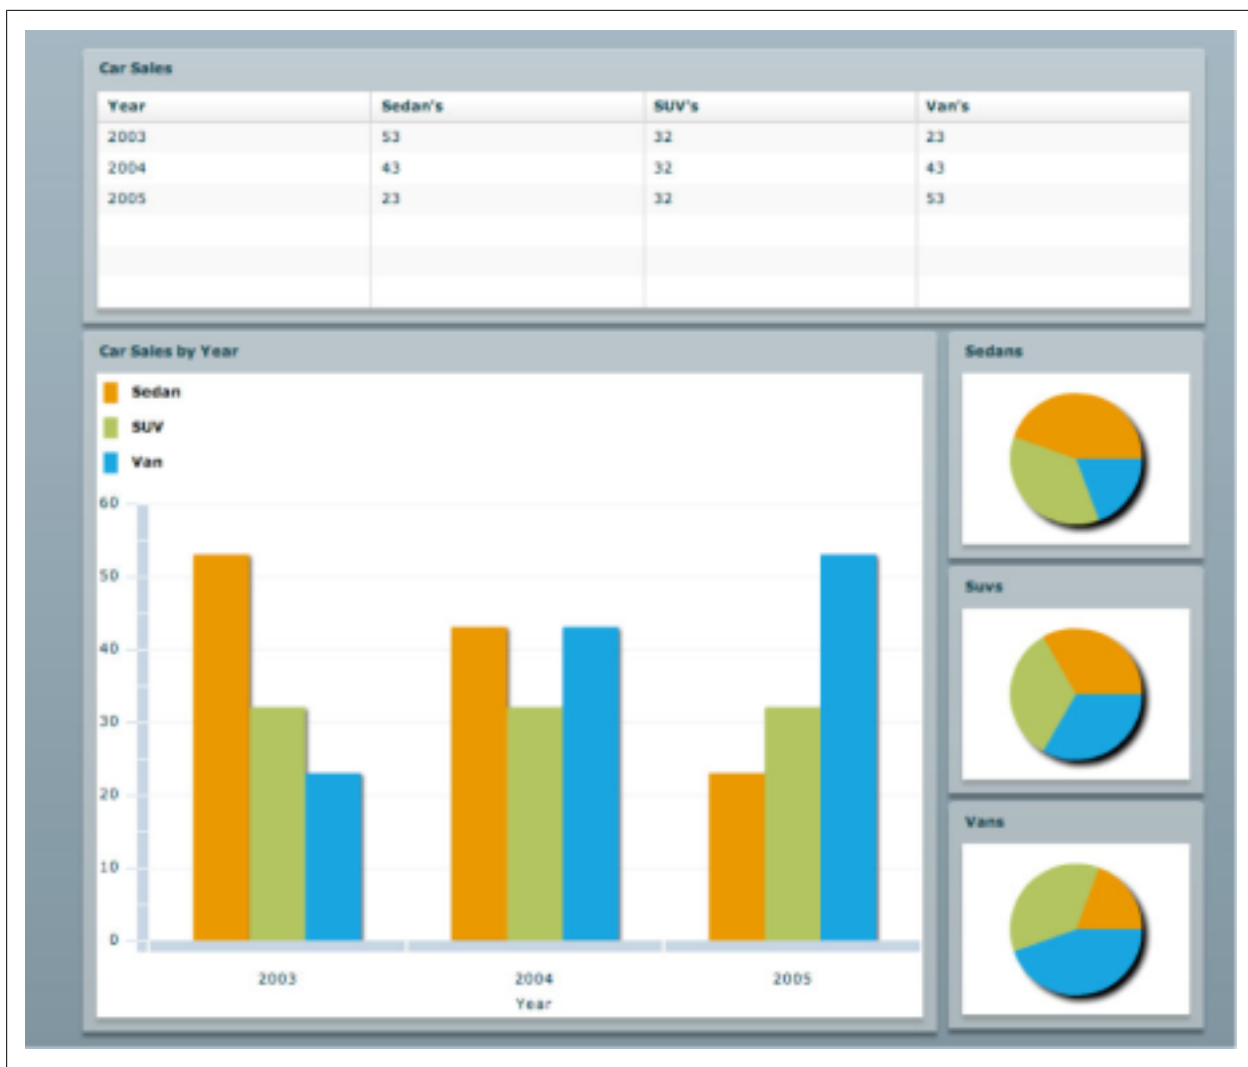 Car Sales
Year Sedan's SUV's Van's
2003 53 32 23
2004 43 32 43
2005 23 32 53
Car Sales by Year
Sedan
SUV
Van
60
50
40
30
20
10
0
2003 2004 2005
Year
Sedans
Suvs
Vans